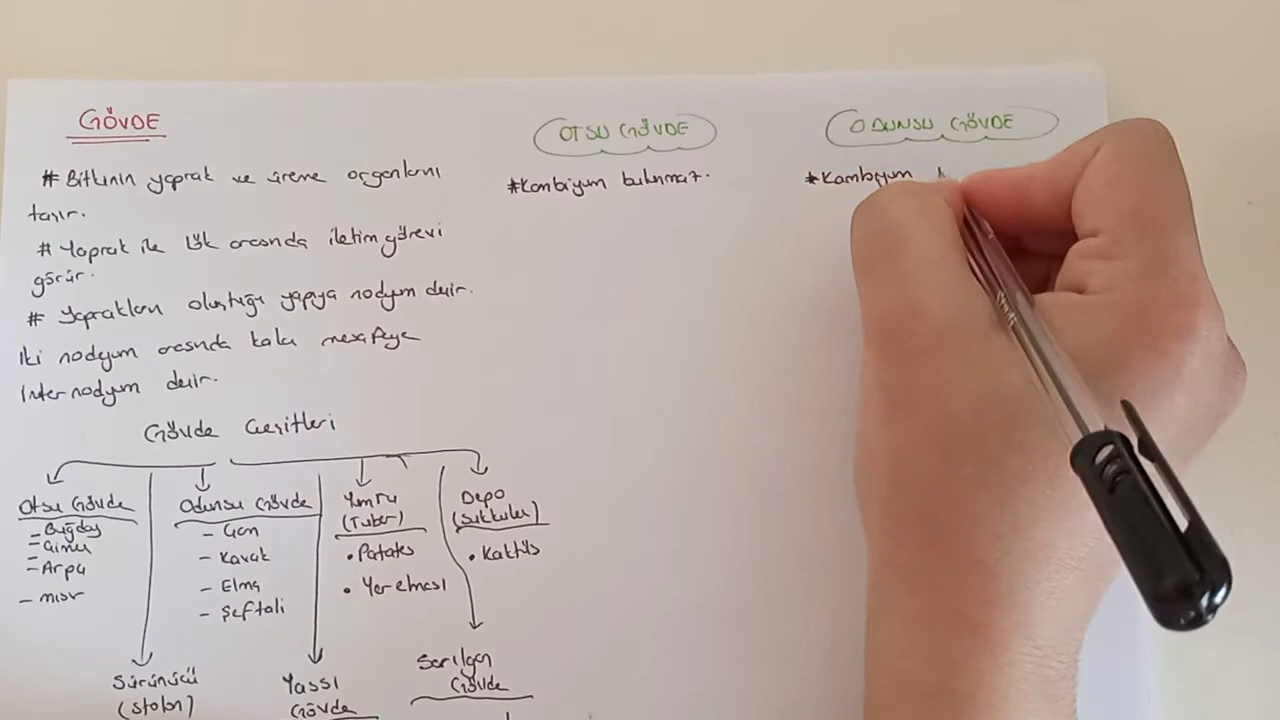 GÖVDE
# Bitkinin yaprak ve üreme organlarını
taşır.
# Yaprak ile kök arasında iletim görevi
görür.
# Yaprakların oluştuğu yapıya nodyum denir.
İki nodyum arasında kalan mesafeye
internodyum denir.
Gövde Çeşitleri
Otsu Gövde
- Buğday
- Çimen
- Arpa
- mısır
Odunsu Gövde
- Çam
- Kavak
- Elma
- Şeftali
Yumru
(Tuber)
• Patates
• Yer elması
Depo
(Sukkulent)
• Kaktüs
Sürünücü
(stolon)
Yassı
Gövde
Sarılgan
Gövde
OTSU GÖVDE
*Kambiyum bulunmaz.
ODUNSU GÖVDE
*Kambiyum